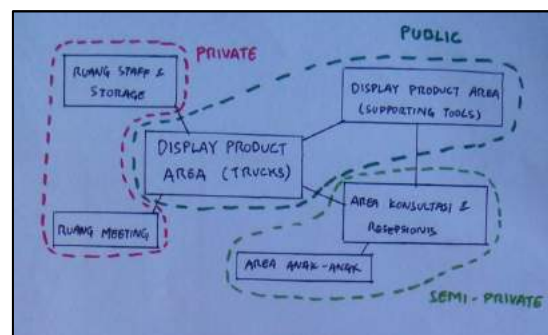 PRIVATE
PUBLIC
RUANG STAFF &
STORAGE
DISPLAY PRODUCT AREA
(SUPPORTING TOOLS)
DISPLAY PRODUCT
AREA (TRUCKS)
RUANG MEETING
AREA KONSULTASI &
RESEPSIONIS
AREA ANAK-ANAK
SEMI-PRIVATE